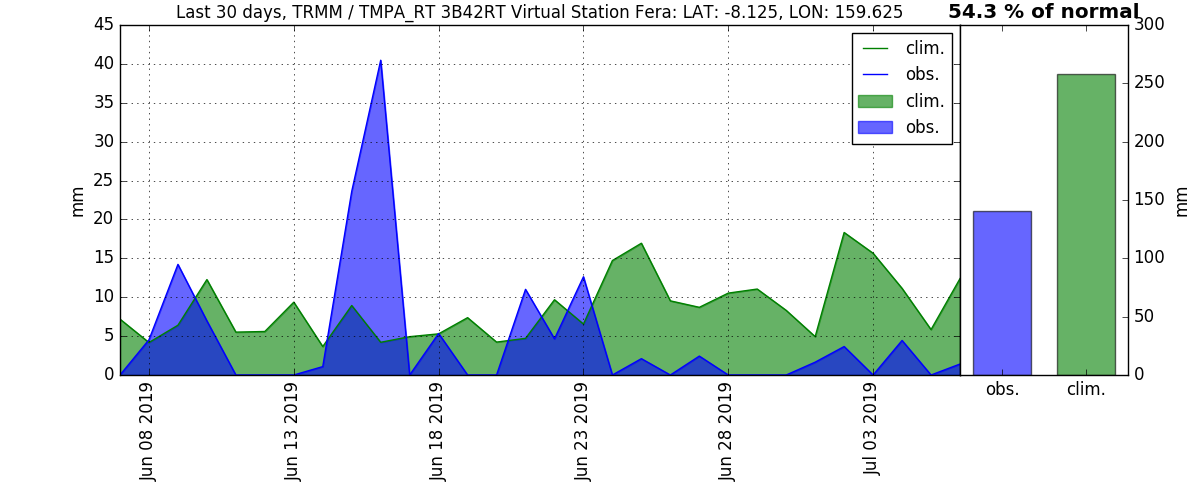 Last 30 days, TRMM / TMPA_RT 3B42RT Virtual Station Fera: LAT: -8.125, LON: 159.625
54.3 % of normal
45
40
35
30
25
20
15
10
5
0
mm
clim.
obs.
clim.
obs.
Jun 08 2019
Jun 13 2019
Jun 18 2019
Jun 23 2019
Jun 28 2019
Jul 03 2019
300
250
200
150
100
50
0
mm
obs.
clim.